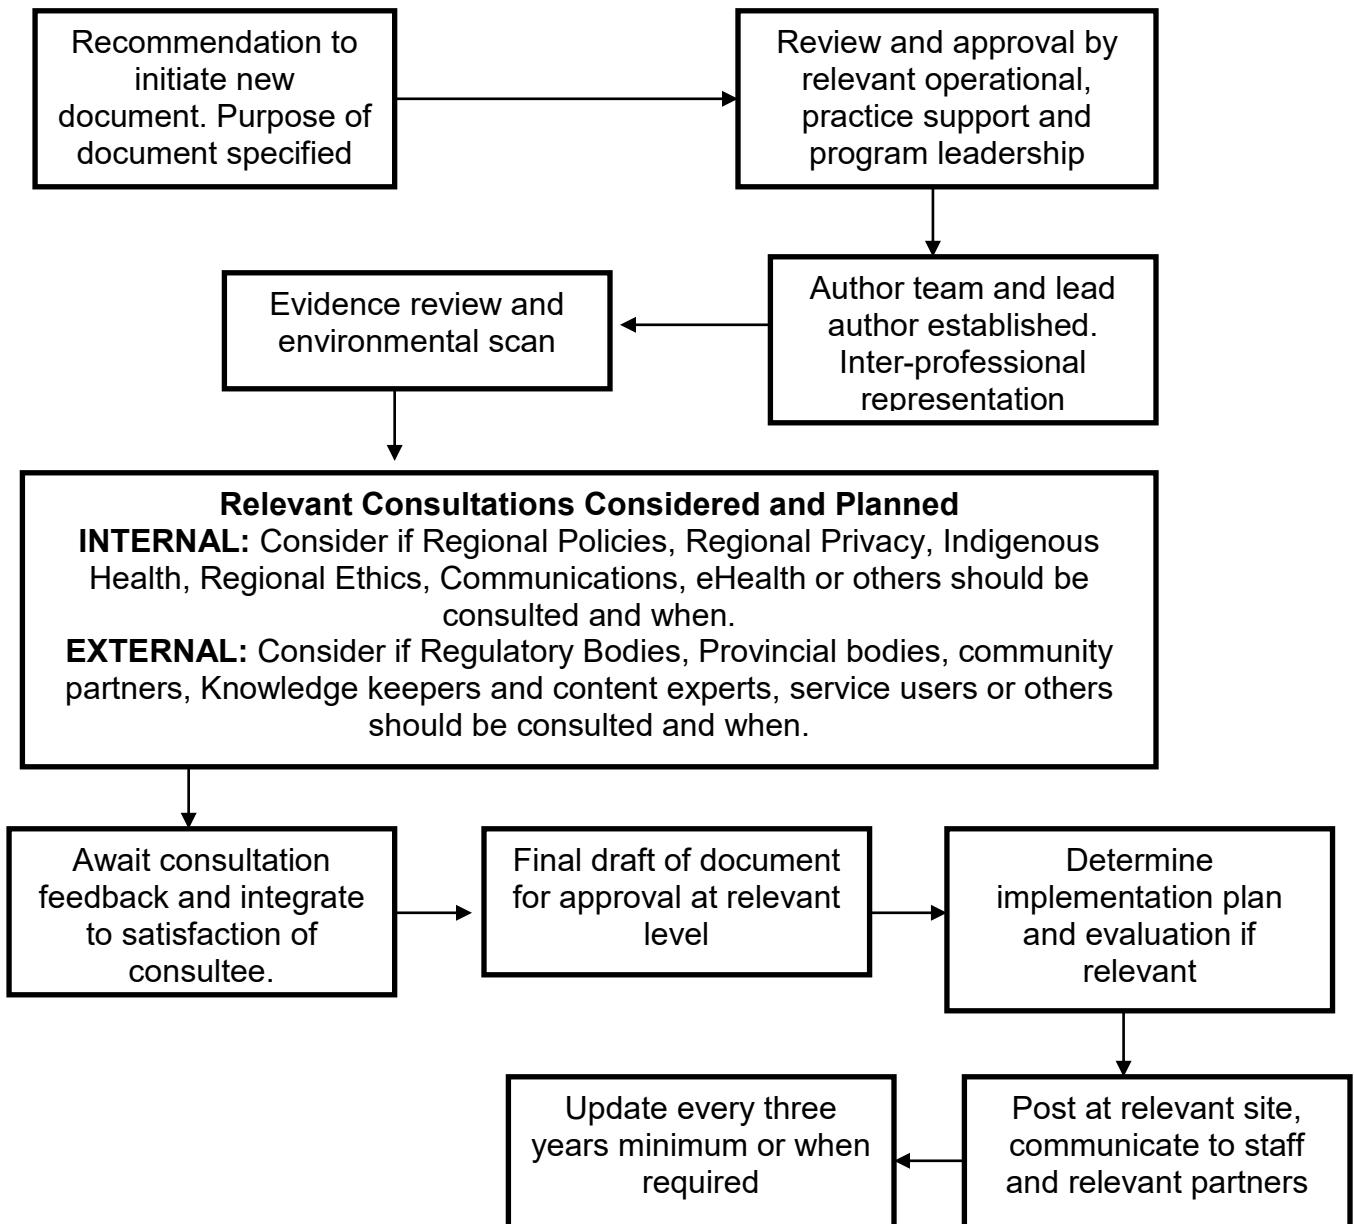 Recommendation to
initiate new
document. Purpose of
document specified
Review and approval by
relevant operational,
practice support and
program leadership
Author team and lead
author established.
Inter-professional
representation
Evidence review and
environmental scan
Relevant Consultations Considered and Planned
INTERNAL: Consider if Regional Policies, Regional Privacy, Indigenous
Health, Regional Ethics, Communications, eHealth or others should be
consulted and when.
EXTERNAL: Consider if Regulatory Bodies, Provincial bodies, community
partners, Knowledge keepers and content experts, service users or others
should be consulted and when.
Await consultation
feedback and integrate
to satisfaction of
consultee.
Final draft of document
for approval at relevant
level
Determine
implementation plan
and evaluation if
relevant
Post at relevant site,
communicate to staff
and relevant partners
Update every three
years minimum or when
required